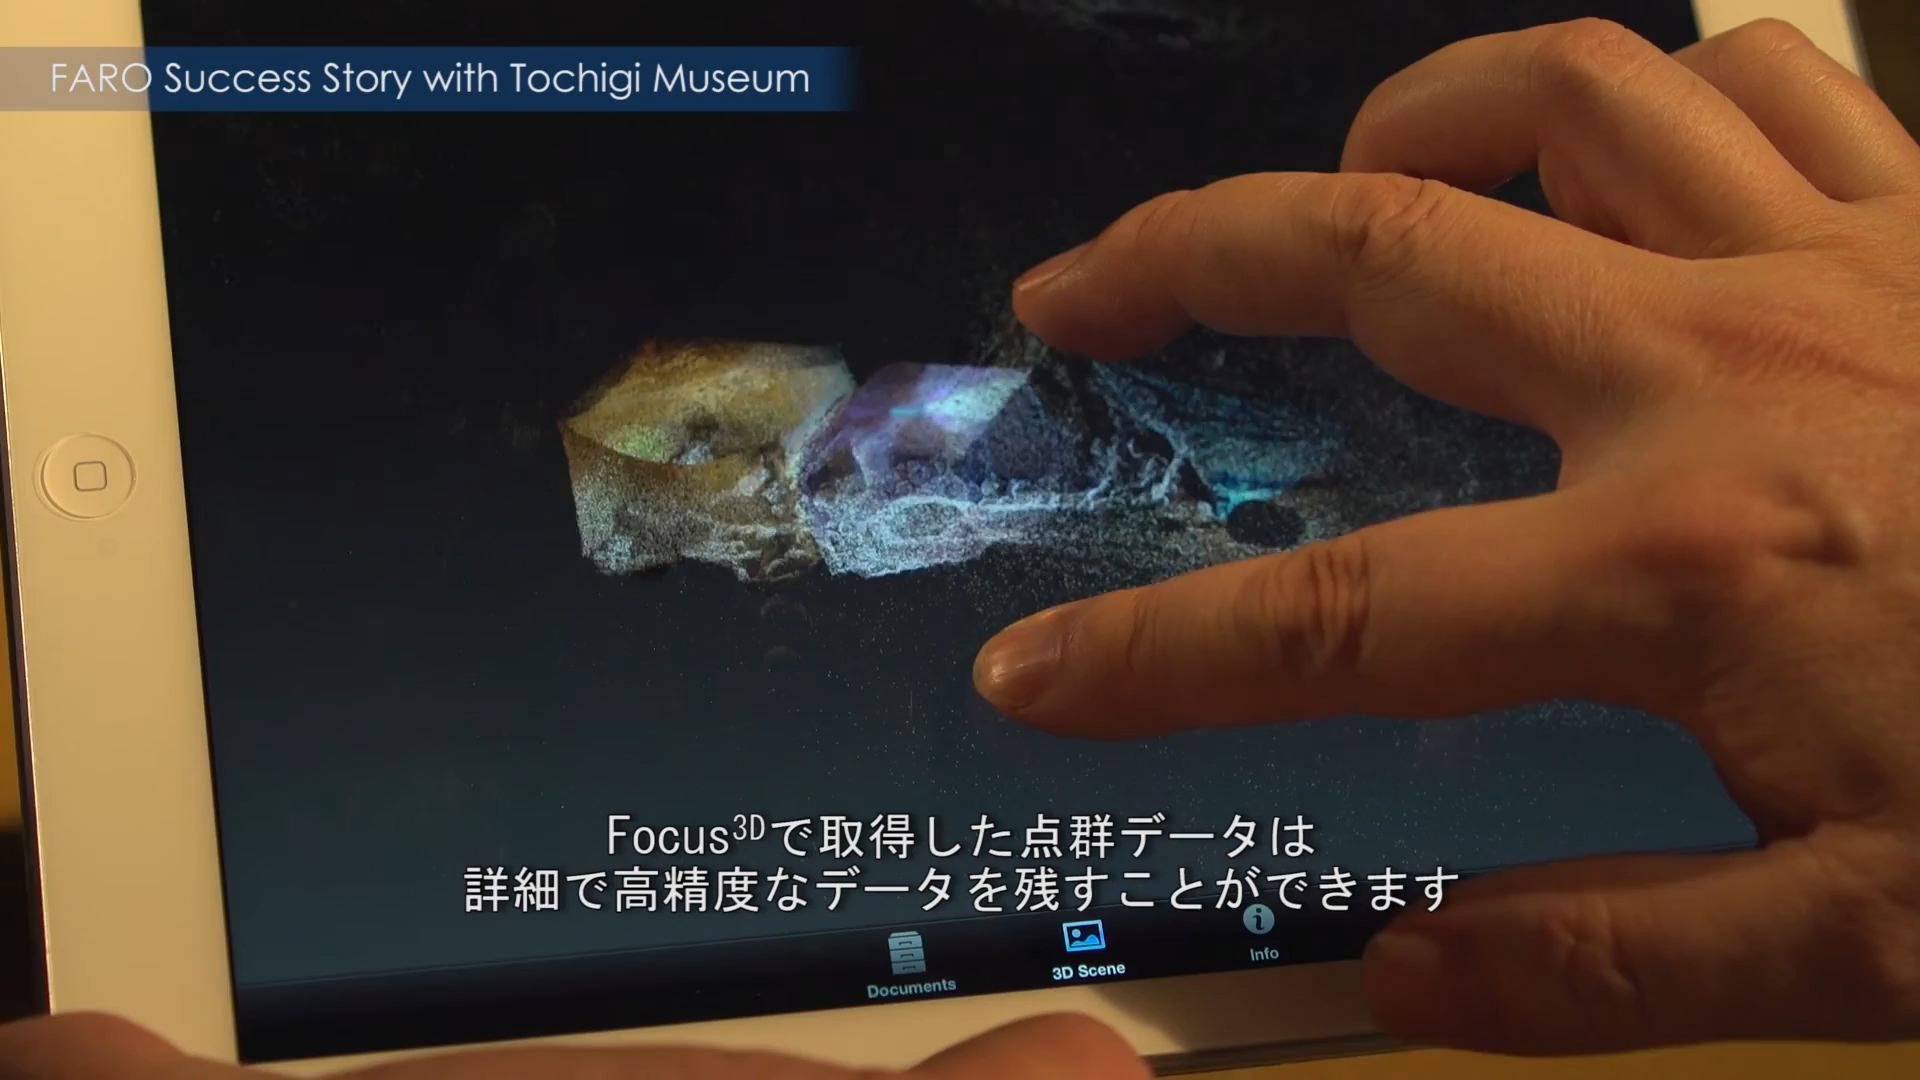 FARO Success Story with Tochigi Museum
Focus3Dで取得した点群データは
詳細で高精度なデータを残すことができます
Documents
3D Scene
Info